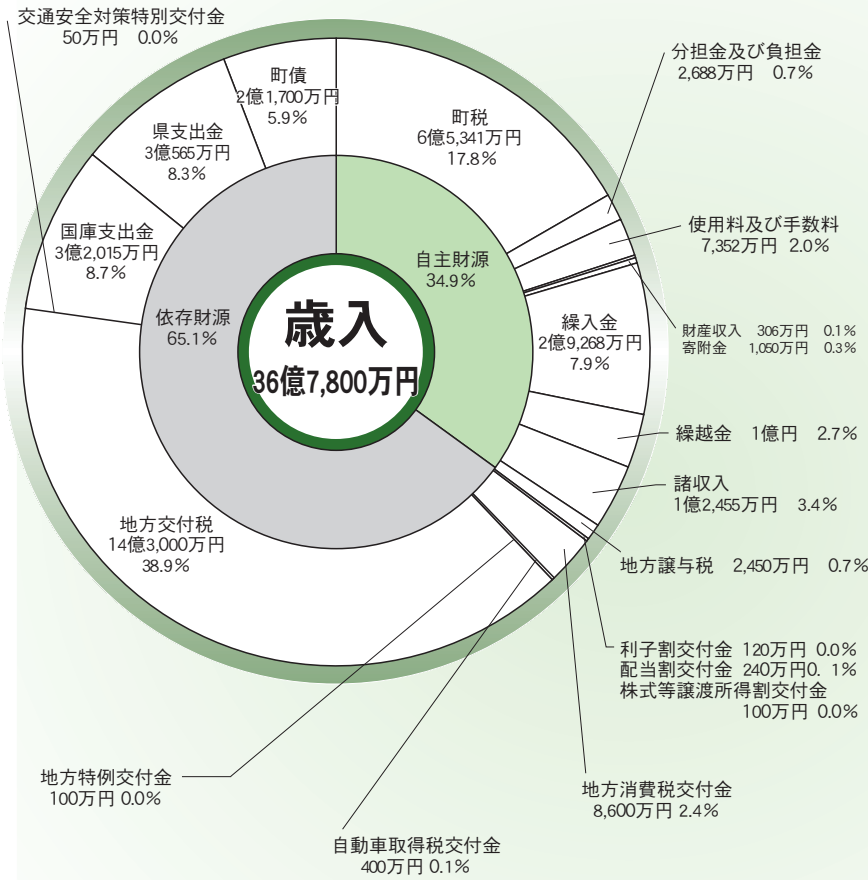 交通安全対策特別交付金
50万円 0.0%
町債
2億1,700万円
5.9%
県支出金
3億565万円
8.3%
国庫支出金
3億2,015万円
8.7%
町税
6億5,341万円
17.8%
分担金及び負担金
2,688万円 0.7%
使用料及び手数料
7,352万円 2.0%
財産収入 306万円 0.1%
寄附金 1,050万円 0.3%
繰入金
2億9,268万円
7.9%
自主財源
34.9%
依存財源
65.1%
歳入
36億7,800万円
繰越金 1億円 2.7%
諸収入
1億2,455万円 3.4%
地方譲与税 2,450万円 0.7%
利子割交付金 120万円 0.0%
配当割交付金 240万円0. 1%
株式等譲渡所得割交付金
100万円 0.0%
地方交付税
14億3,000万円
38.9%
地方特例交付金
100万円 0.0%
地方消費税交付金
8,600万円 2.4%
自動車取得税交付金
400万円 0.1%